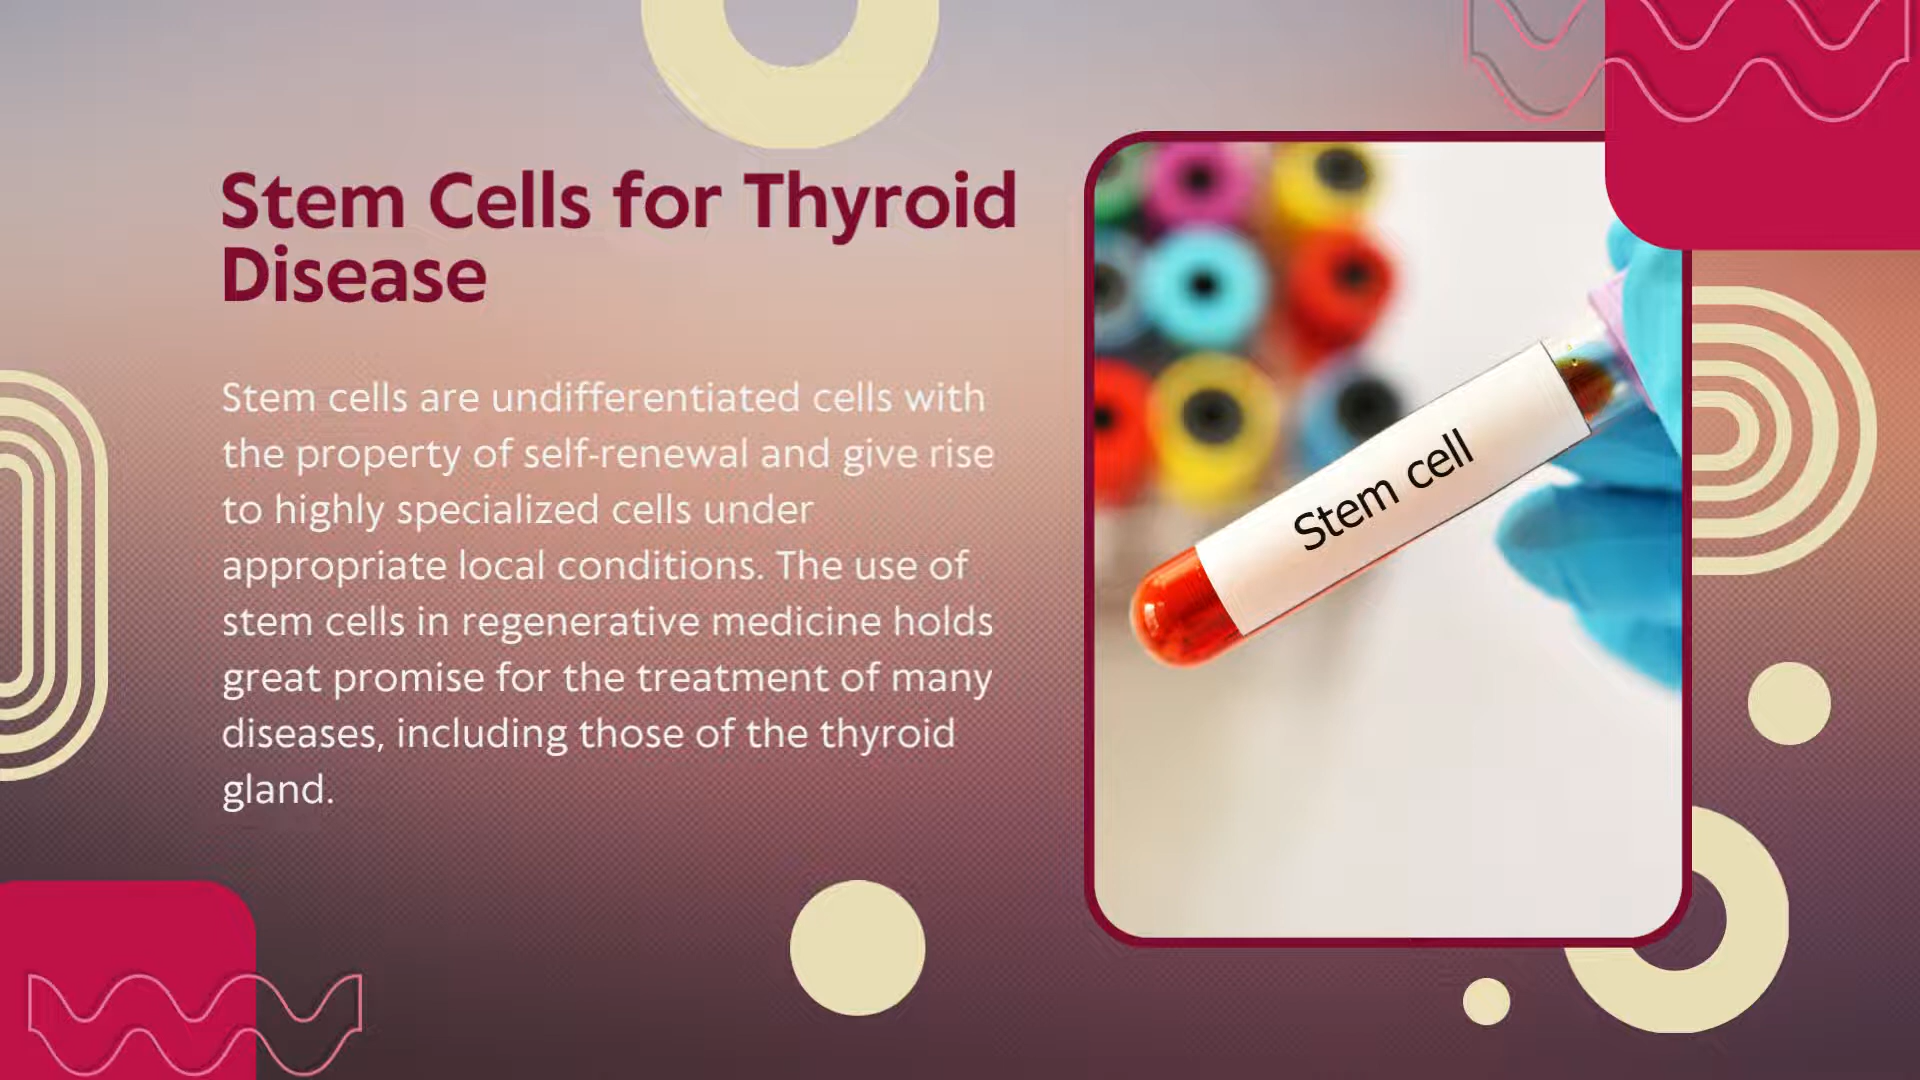 Stem Cells for Thyroid
Disease
Stem cells are undifferentiated cells with
the property of self-renewal and give rise
to highly specialized cells under
appropriate local conditions. The use of
stem cells in regenerative medicine holds
great promise for the treatment of many
diseases, including those of the thyroid
gland.
Stem cell